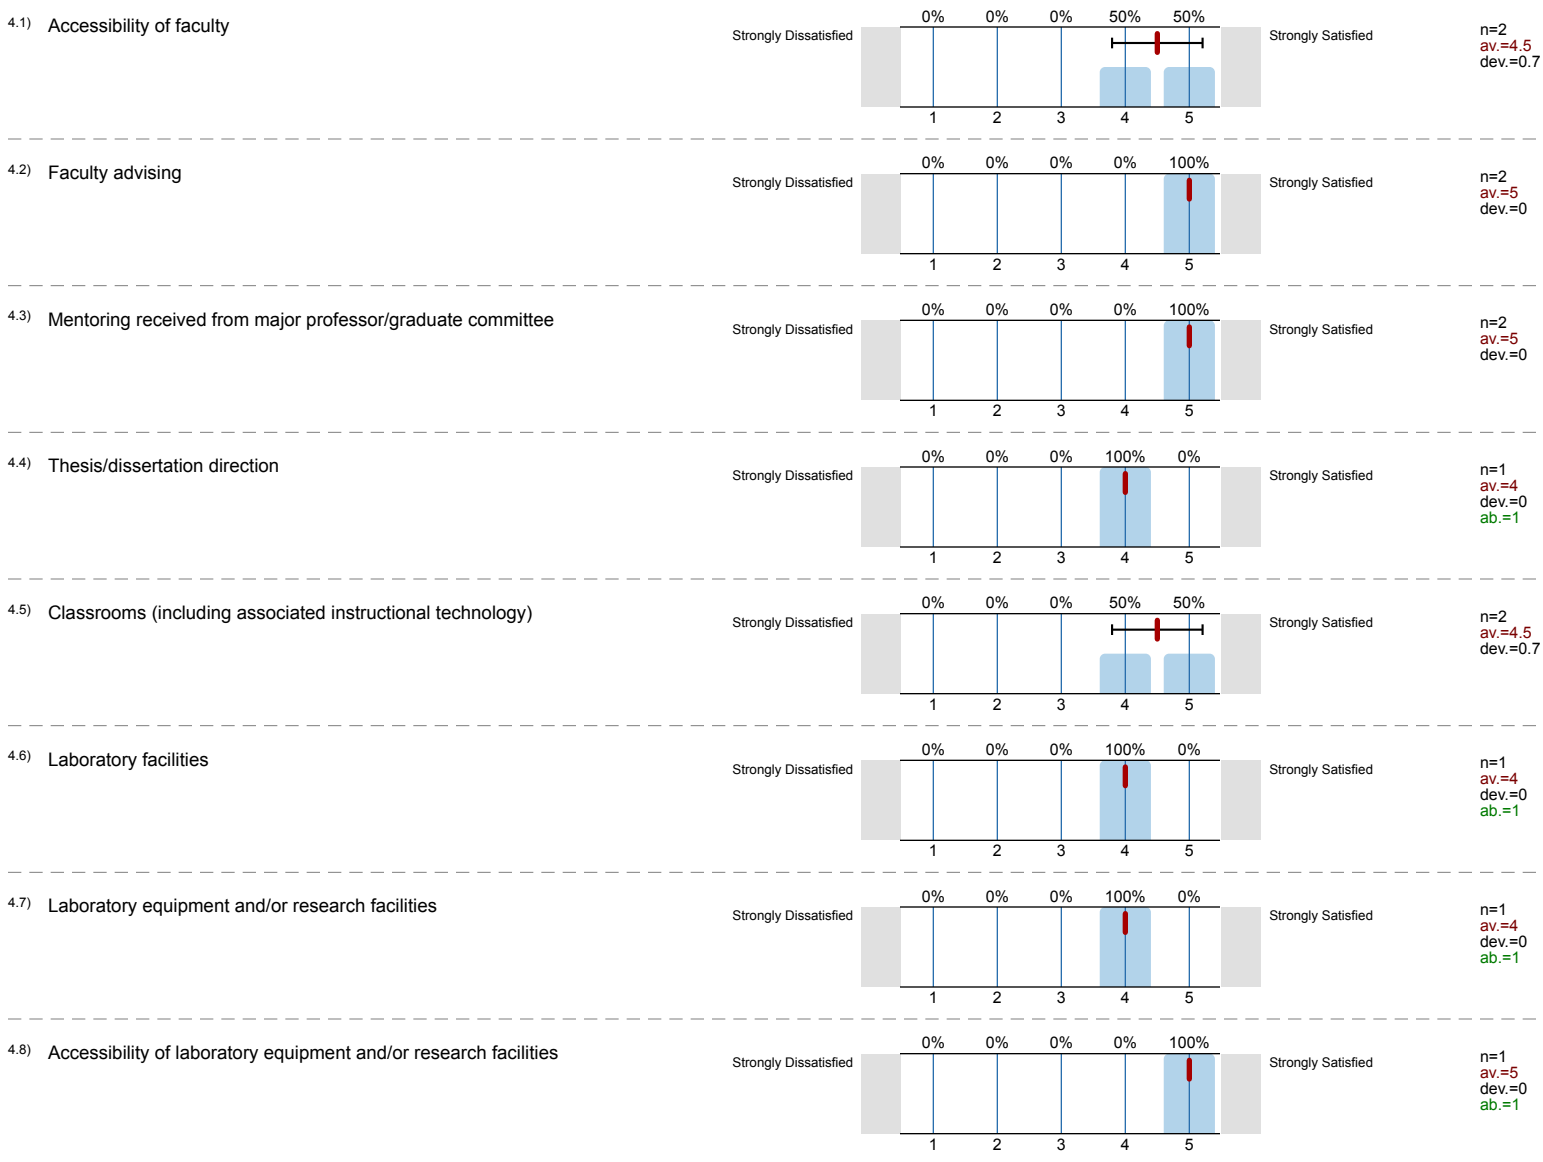 4.1) Accessibility of faculty
Strongly Dissatisfied
0% 0% 0% 50% 50%
1 2 3 4 5
Strongly Satisfied
n=2
av.=4.5
dev.=0.7
4.2) Faculty advising
Strongly Dissatisfied
0% 0% 0% 0% 100%
1 2 3 4 5
Strongly Satisfied
n=2
av.=5
dev.=0
4.3) Mentoring received from major professor/graduate committee
Strongly Dissatisfied
0% 0% 0% 0% 100%
1 2 3 4 5
Strongly Satisfied
n=2
av.=5
dev.=0
4.4) Thesis/dissertation direction
Strongly Dissatisfied
0% 0% 0% 100% 0%
1 2 3 4 5
Strongly Satisfied
n=1
av.=4
dev.=0
ab.=1
4.5) Classrooms (including associated instructional technology)
Strongly Dissatisfied
0% 0% 0% 50% 50%
1 2 3 4 5
Strongly Satisfied
n=2
av.=4.5
dev.=0.7
4.6) Laboratory facilities
Strongly Dissatisfied
0% 0% 0% 100% 0%
1 2 3 4 5
Strongly Satisfied
n=1
av.=4
dev.=0
ab.=1
4.7) Laboratory equipment and/or research facilities
Strongly Dissatisfied
0% 0% 0% 100% 0%
1 2 3 4 5
Strongly Satisfied
n=1
av.=4
dev.=0
ab.=1
4.8) Accessibility of laboratory equipment and/or research facilities
Strongly Dissatisfied
0% 0% 0% 0% 100%
1 2 3 4 5
Strongly Satisfied
n=1
av.=5
dev.=0
ab.=1